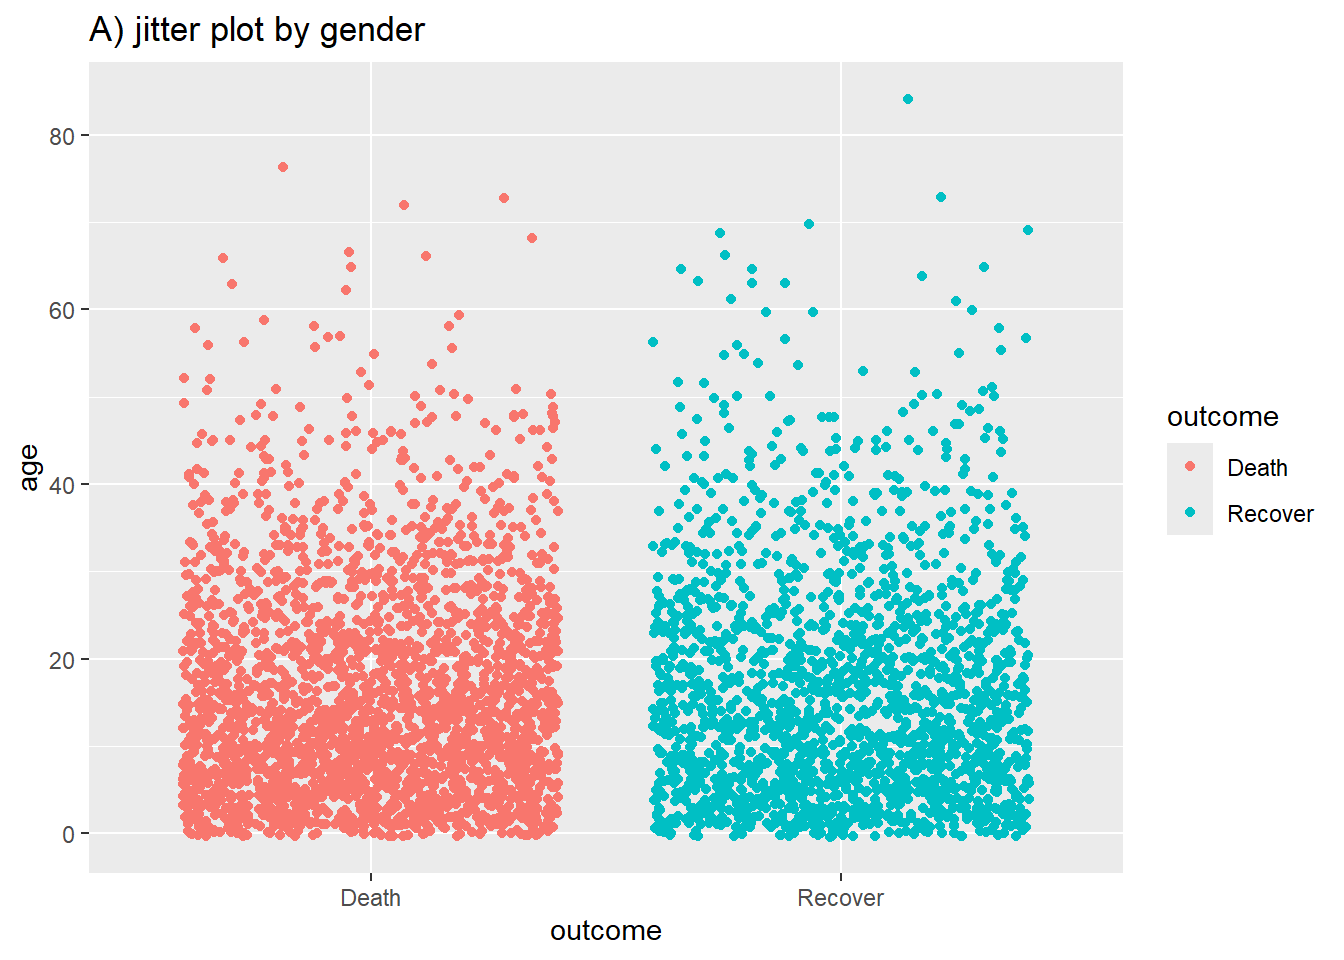 A) jitter plot by gender
80
60
40
20
0
age
Death
Recover
outcome
outcome
Death
Recover